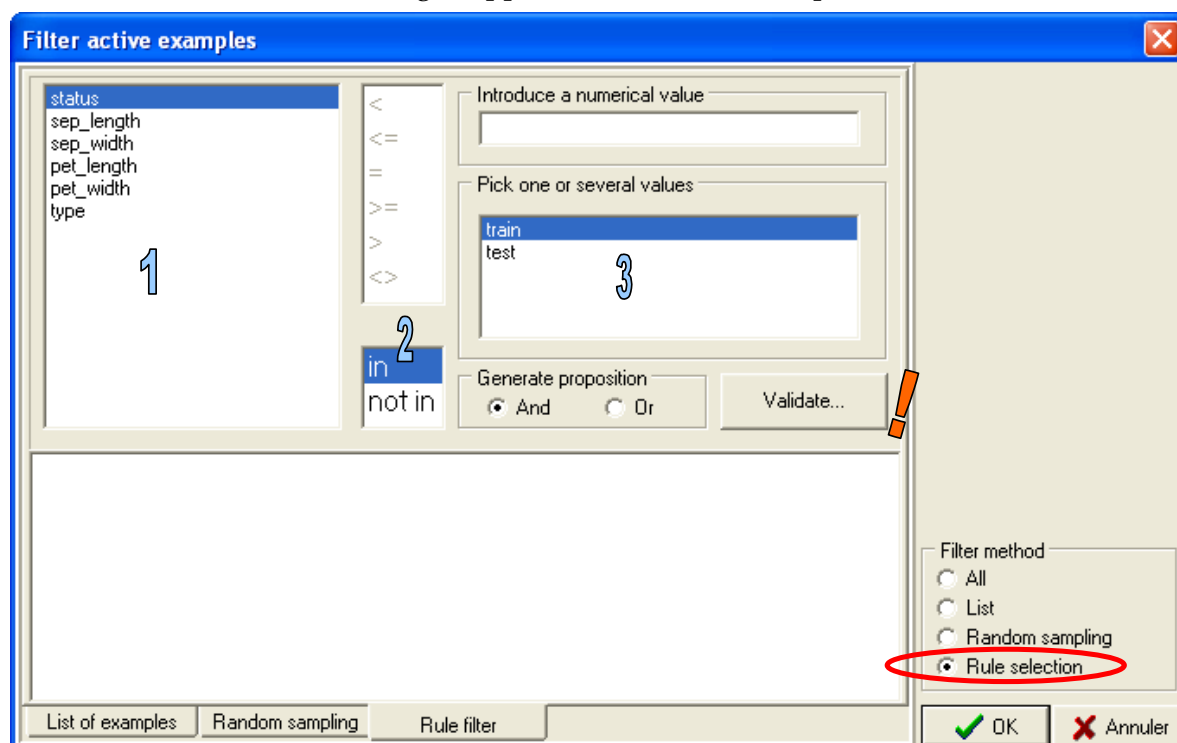 Filter active examples
status
sep_length
sep_width
pet_length
pet_width
type
1
<
<=
=
>=
>
<>
2
in
not in
Introduce a numerical value
Pick one or several values
train
test
3
Generate proposition
And
Or
Validate...
!
Filter method
All
List
Random sampling
Rule selection
List of examples
Random sampling
Rule filter
OK
Annuler